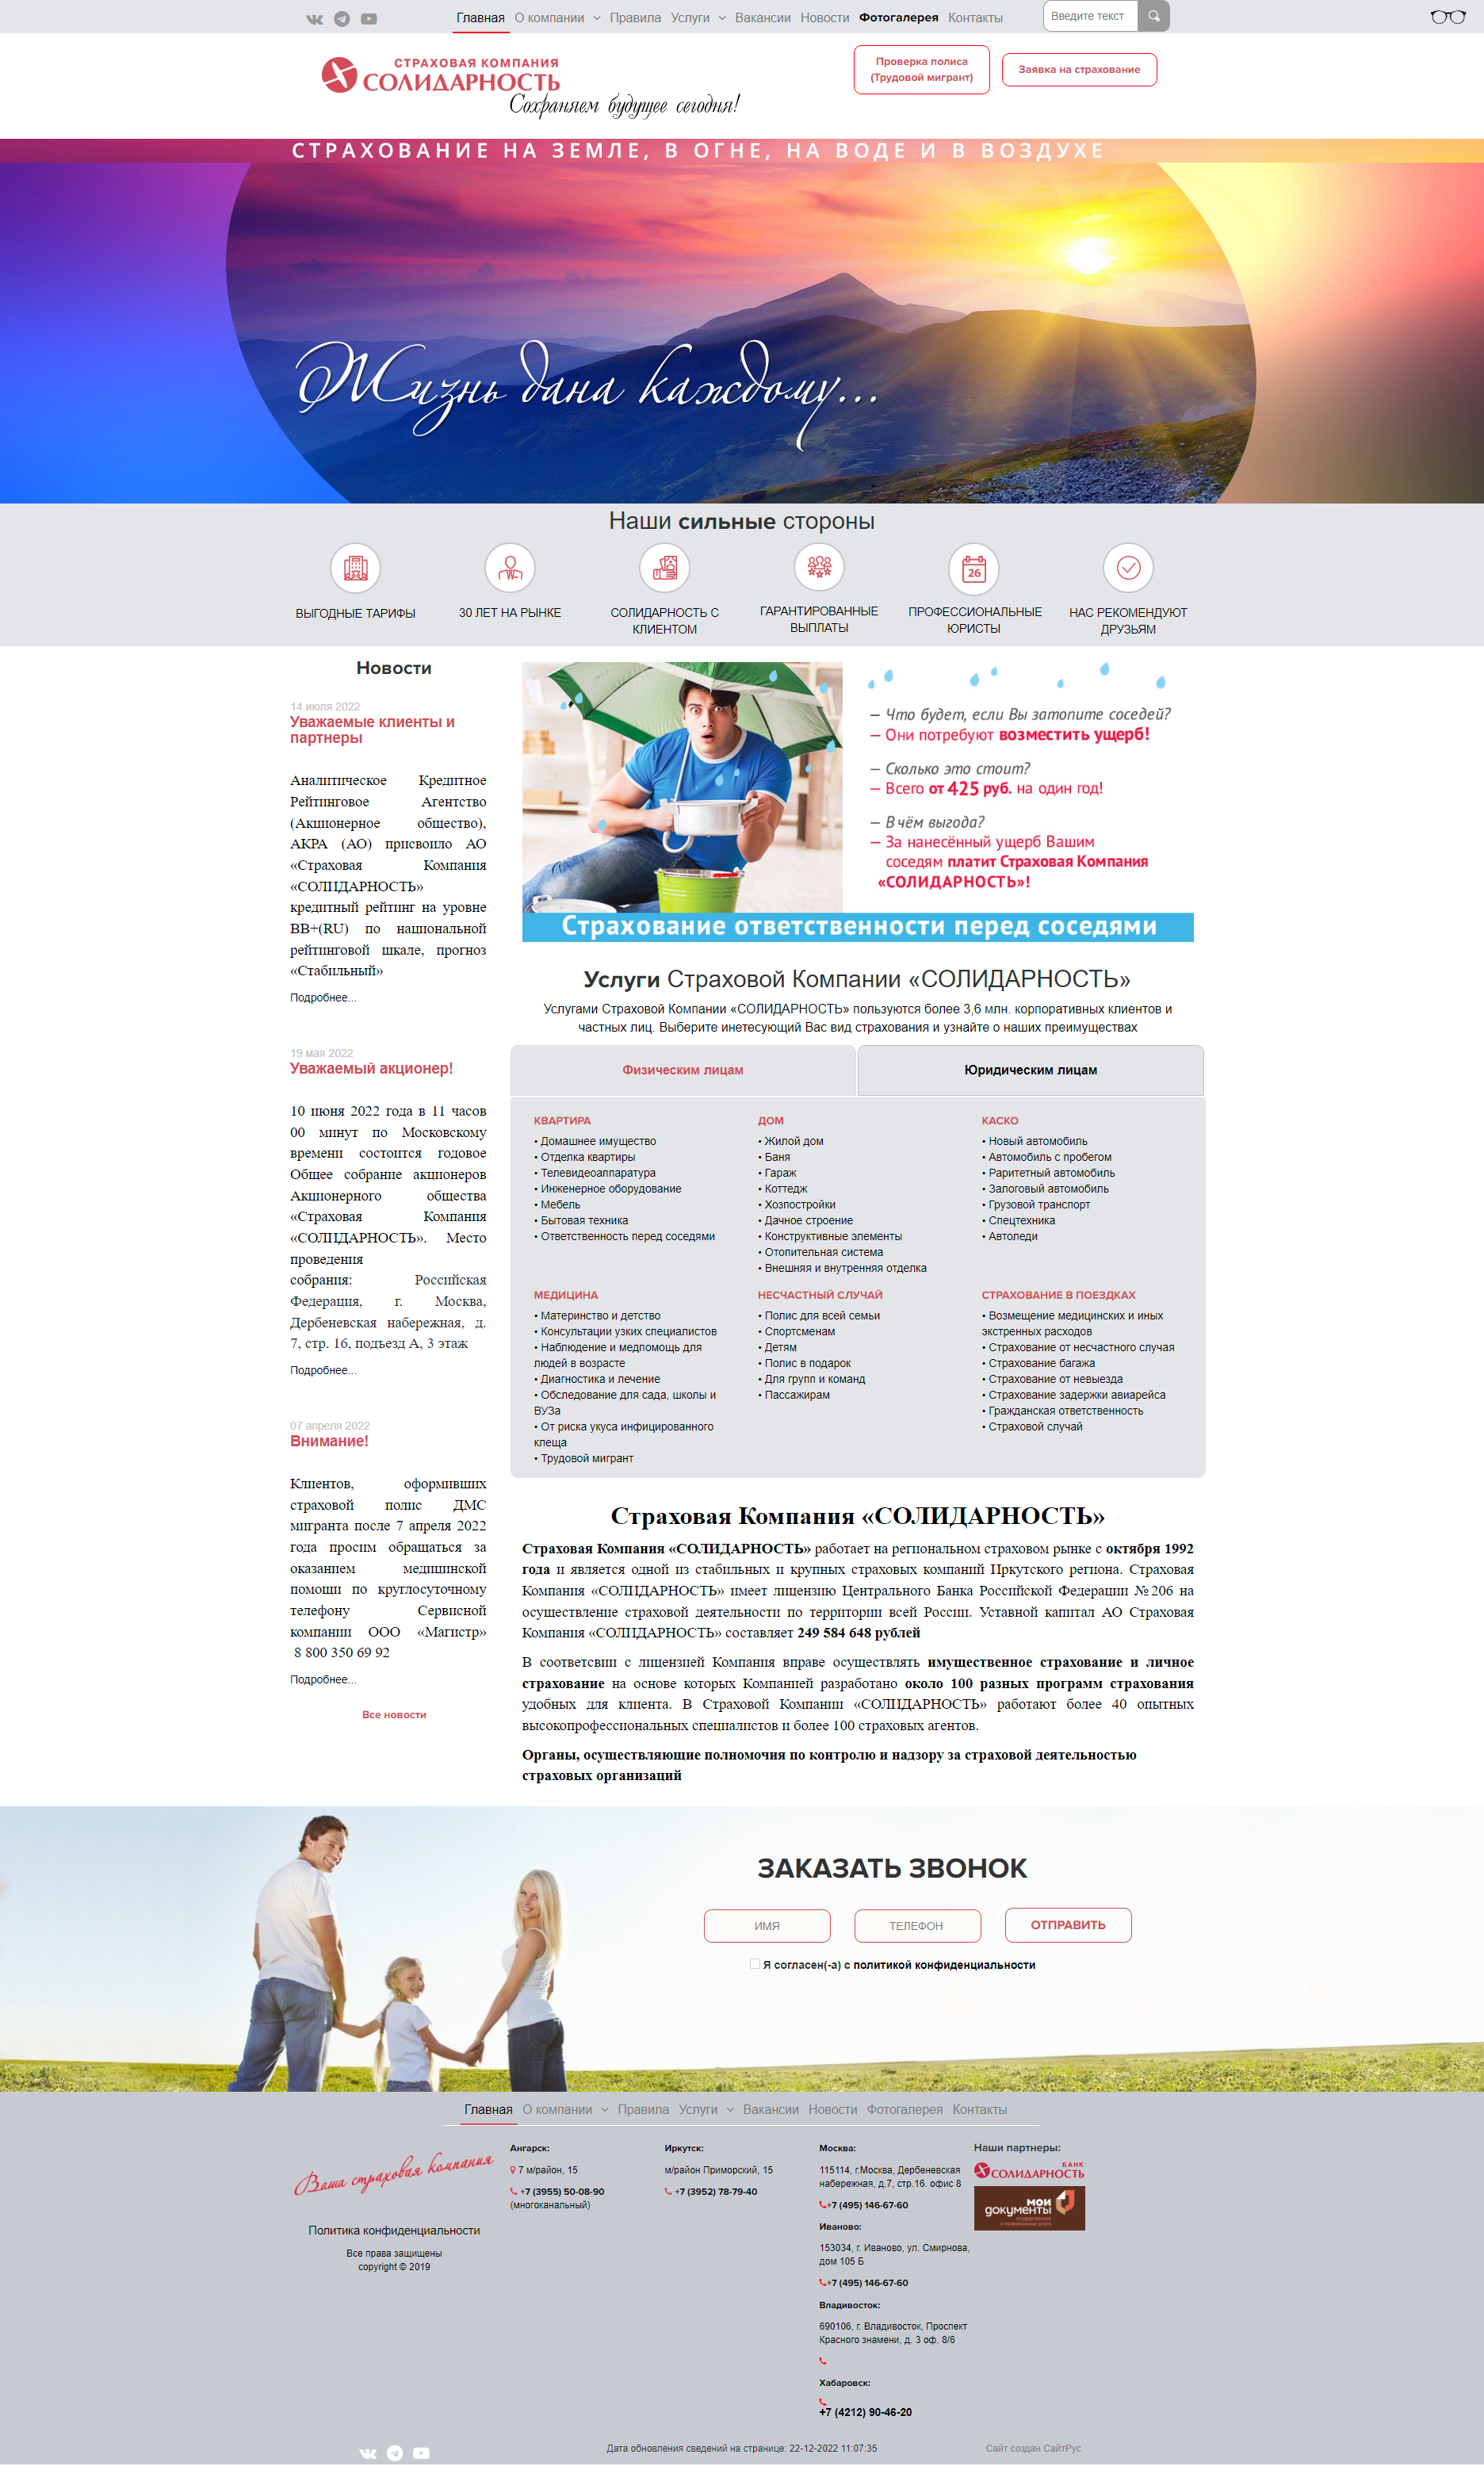 Главная О компании Правила Услуги Вакансии Новости Фотогалерея Контакты Введите текст
СТРАХОВАЯ КОМПАНИЯ
СОЛИДАРНОСТЬ
Сохраняем будущее сегодня!
Проверка полиса
(Трудовой мигрант)
Заявка на страхование
СТРАХОВАНИЕ НА ЗЕМЛЕ, В ОГНЕ, НА ВОДЕ И В ВОЗДУХЕ
Жизнь дана каждому...
Наши сильные стороны
26
ВЫГОДНЫЕ ТАРИФЫ
30 ЛЕТ НА РЫНКЕ
СОЛИДАРНОСТЬ С
КЛИЕНТОМ
ГАРАНТИРОВАННЫЕ
ВЫПЛАТЫ
ПРОФЕССИОНАЛЬНЫЕ
ЮРИСТЫ
НАС РЕКОМЕНДУЮТ
ДРУЗЬЯМ
Новости
14 июля 2022
Уважаемые клиенты и
партнеры
Аналитическое Кредитное
Рейтинговое Агентство
(Акционерное общество),
АКРА (АО) присвоило АО
«Страховая Компания
«СОЛИДАРНОСТЬ»
кредитный рейтинг на уровне
BB+(RU) по национальной
рейтинговой шкале, прогноз
«Стабильный»
Подробнее...
19 мая 2022
Уважаемый акционер!
10 июня 2022 года в 11 часов
00 минут по Московскому
времени состоится годовое
Общее собрание акционеров
Акционерного общества
«Страховая Компания
«СОЛИДАРНОСТЬ». Место
проведения
собрания: Российская
Федерация, г. Москва,
Дербеневская набережная, д.
7, стр. 16, подъезд А, 3 этаж
Подробнее...
07 апреля 2022
Внимание!
Клиентов, оформивших
страховой полис ДМС
мигранта после 7 апреля 2022
года просим обращаться за
оказанием медицинской
помощи по круглосуточному
телефону Сервисной
компании ООО «Магистр»
8 800 350 69 92
Подробнее...
Все новости
— Что будет, если Вы затопите соседей?
— Они потребуют возместить ущерб!
— Сколько это стоит?
— Всего от 425 руб. на один год!
— В чём выгода?
— За нанесённый ущерб Вашим
соседям платит Страховая Компания
«СОЛИДАРНОСТЬ»!
Страхование ответственности перед соседями
Услуги Страховой Компании «СОЛИДАРНОСТЬ»
Услугами Страховой Компании «СОЛИДАРНОСТЬ» пользуются более 3,6 млн. корпоративных клиентов и
частных лиц. Выберите инетесующий Вас вид страхования и узнайте о наших преимуществах
Физическим лицам
Юридическим лицам
КВАРТИРА
• Домашнее имущество
• Отделка квартиры
• Телевидеоаппаратура
• Инженерное оборудование
• Мебель
• Бытовая техника
• Ответственность перед соседями
ДОМ
• Жилой дом
• Баня
• Гараж
• Коттедж
• Хозпостройки
• Дачное строение
• Конструктивные элементы
• Отопительная система
• Внешняя и внутренняя отделка
КАСКО
• Новый автомобиль
• Автомобиль с пробегом
• Раритетный автомобиль
• Залоговый автомобиль
• Грузовой транспорт
• Спецтехника
• Автоледи
МЕДИЦИНА
• Материнство и детство
• Консультации узких специалистов
• Наблюдение и медпомощь для
людей в возрасте
• Диагностика и лечение
• Обследование для сада, школы и
ВУЗа
• От риска укуса инфицированного
клеща
• Трудовой мигрант
НЕСЧАСТНЫЙ СЛУЧАЙ
• Полис для всей семьи
• Спортсменам
• Детям
• Полис в подарок
• Для групп и команд
• Пассажирам
СТРАХОВАНИЕ В ПОЕЗДКАХ
• Возмещение медицинских и иных
экстренных расходов
• Страхование от несчастного случая
• Страхование багажа
• Страхование от невыезда
• Страхование задержки авиарейса
• Гражданская ответственность
• Страховой случай
Страховая Компания «СОЛИДАРНОСТЬ»
Страховая Компания «СОЛИДАРНОСТЬ» работает на региональном страховом рынке с октября 1992
года и является одной из стабильных и крупных страховых компаний Иркутского региона. Страховая
Компания «СОЛИДАРНОСТЬ» имеет лицензию Центрального Банка Российской Федерации №206 на
осуществление страховой деятельности по территории всей России. Уставной капитал АО Страховая
Компания «СОЛИДАРНОСТЬ» составляет 249 584 648 рублей
В соответсвии с лицензией Компания вправе осуществлять имущественное страхование и личное
страхование на основе которых Компанией разработано около 100 разных программ страхования
удобных для клиента. В Страховой Компании «СОЛИДАРНОСТЬ» работают более 40 опытных
высокопрофессиональных специалистов и более 100 страховых агентов.
Органы, осуществляющие полномочия по контролю и надзору за страховой деятельностью
страховых организаций
ЗАКАЗАТЬ ЗВОНОК
ИМЯ
ТЕЛЕФОН
ОТПРАВИТЬ
Я согласен(-а) с политикой конфиденциальности
Главная О компании Правила Услуги Вакансии Новости Фотогалерея Контакты
Ваша страховая компания
Политика конфиденциальности
Все права защищены
copyright © 2019
Ангарск:
7 м/район, 15
+7 (3955) 50-08-90
(многоканальный)
Иркутск:
м/район Приморский, 15
+7 (3952) 78-79-40
Москва:
115114, г.Москва, Дербеневская
набережная, д.7, стр.16. офис 8
+7 (495) 146-67-60
Иваново:
153034, г. Иваново, ул. Смирнова,
дом 105 Б
+7 (495) 146-67-60
Владивосток:
690106, г. Владивосток, Проспект
Красного знамени, д. 3 оф. 8/6
Хабаровск:
+7 (4212) 90-46-20
Наши партнеры:
БАНК
СОЛИДАРНОСТЬ
мои
документы
государственные
и муниципальные услуги
Дата обновления сведений на странице: 22-12-2022 11:07:35
Сайт создан СайтРус